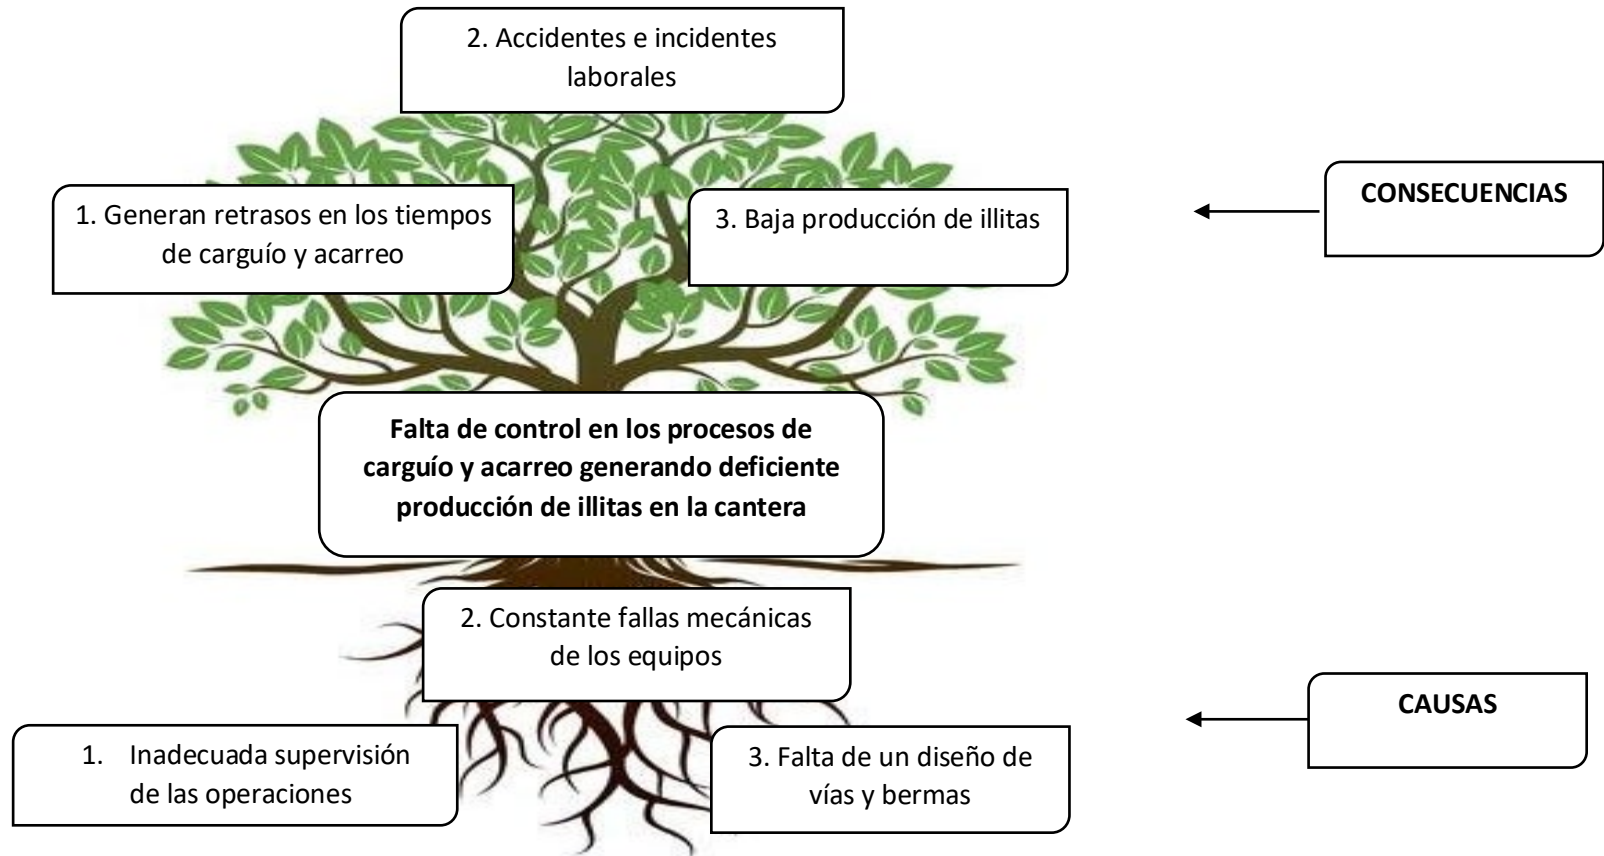 2. Accidentes e incidentes
laborales
1. Generan retrasos en los tiempos
de carguío y acarreo
3. Baja producción de illitas
CONSECUENCIAS
Falta de control en los procesos de
carguío y acarreo generando deficiente
producción de illitas en la cantera
2. Constante fallas mecánicas
de los equipos
1. Inadecuada supervisión
de las operaciones
3. Falta de un diseño de
vías y bermas
CAUSAS